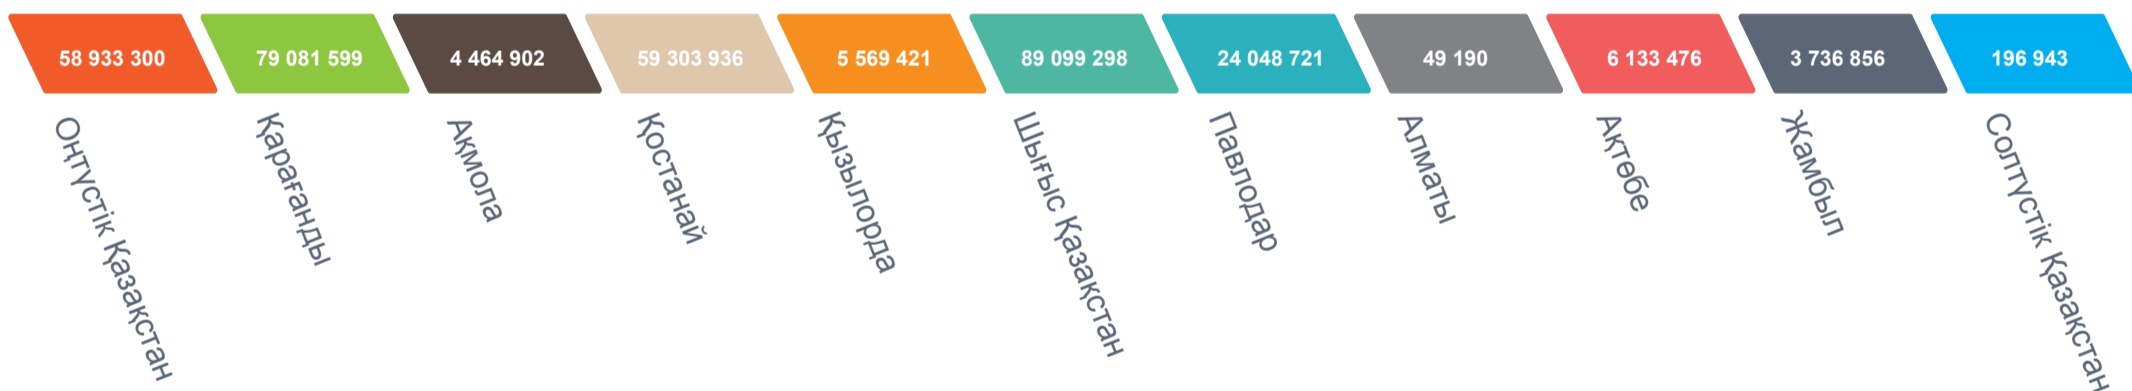 58 933 300
79 081 599
4 464 902
59 303 936
5 569 421
89 099 298
24 048 721
49 190
6 133 476
3 736 856
196 943
Оңтүстік Қазақстан
Қарағанды
Ақмола
Қостанай
Қызылорда
Шығыс Қазақстан
Павлодар
Алматы
Ақтөбе
Жамбыл
Солтүстік Қазақстан